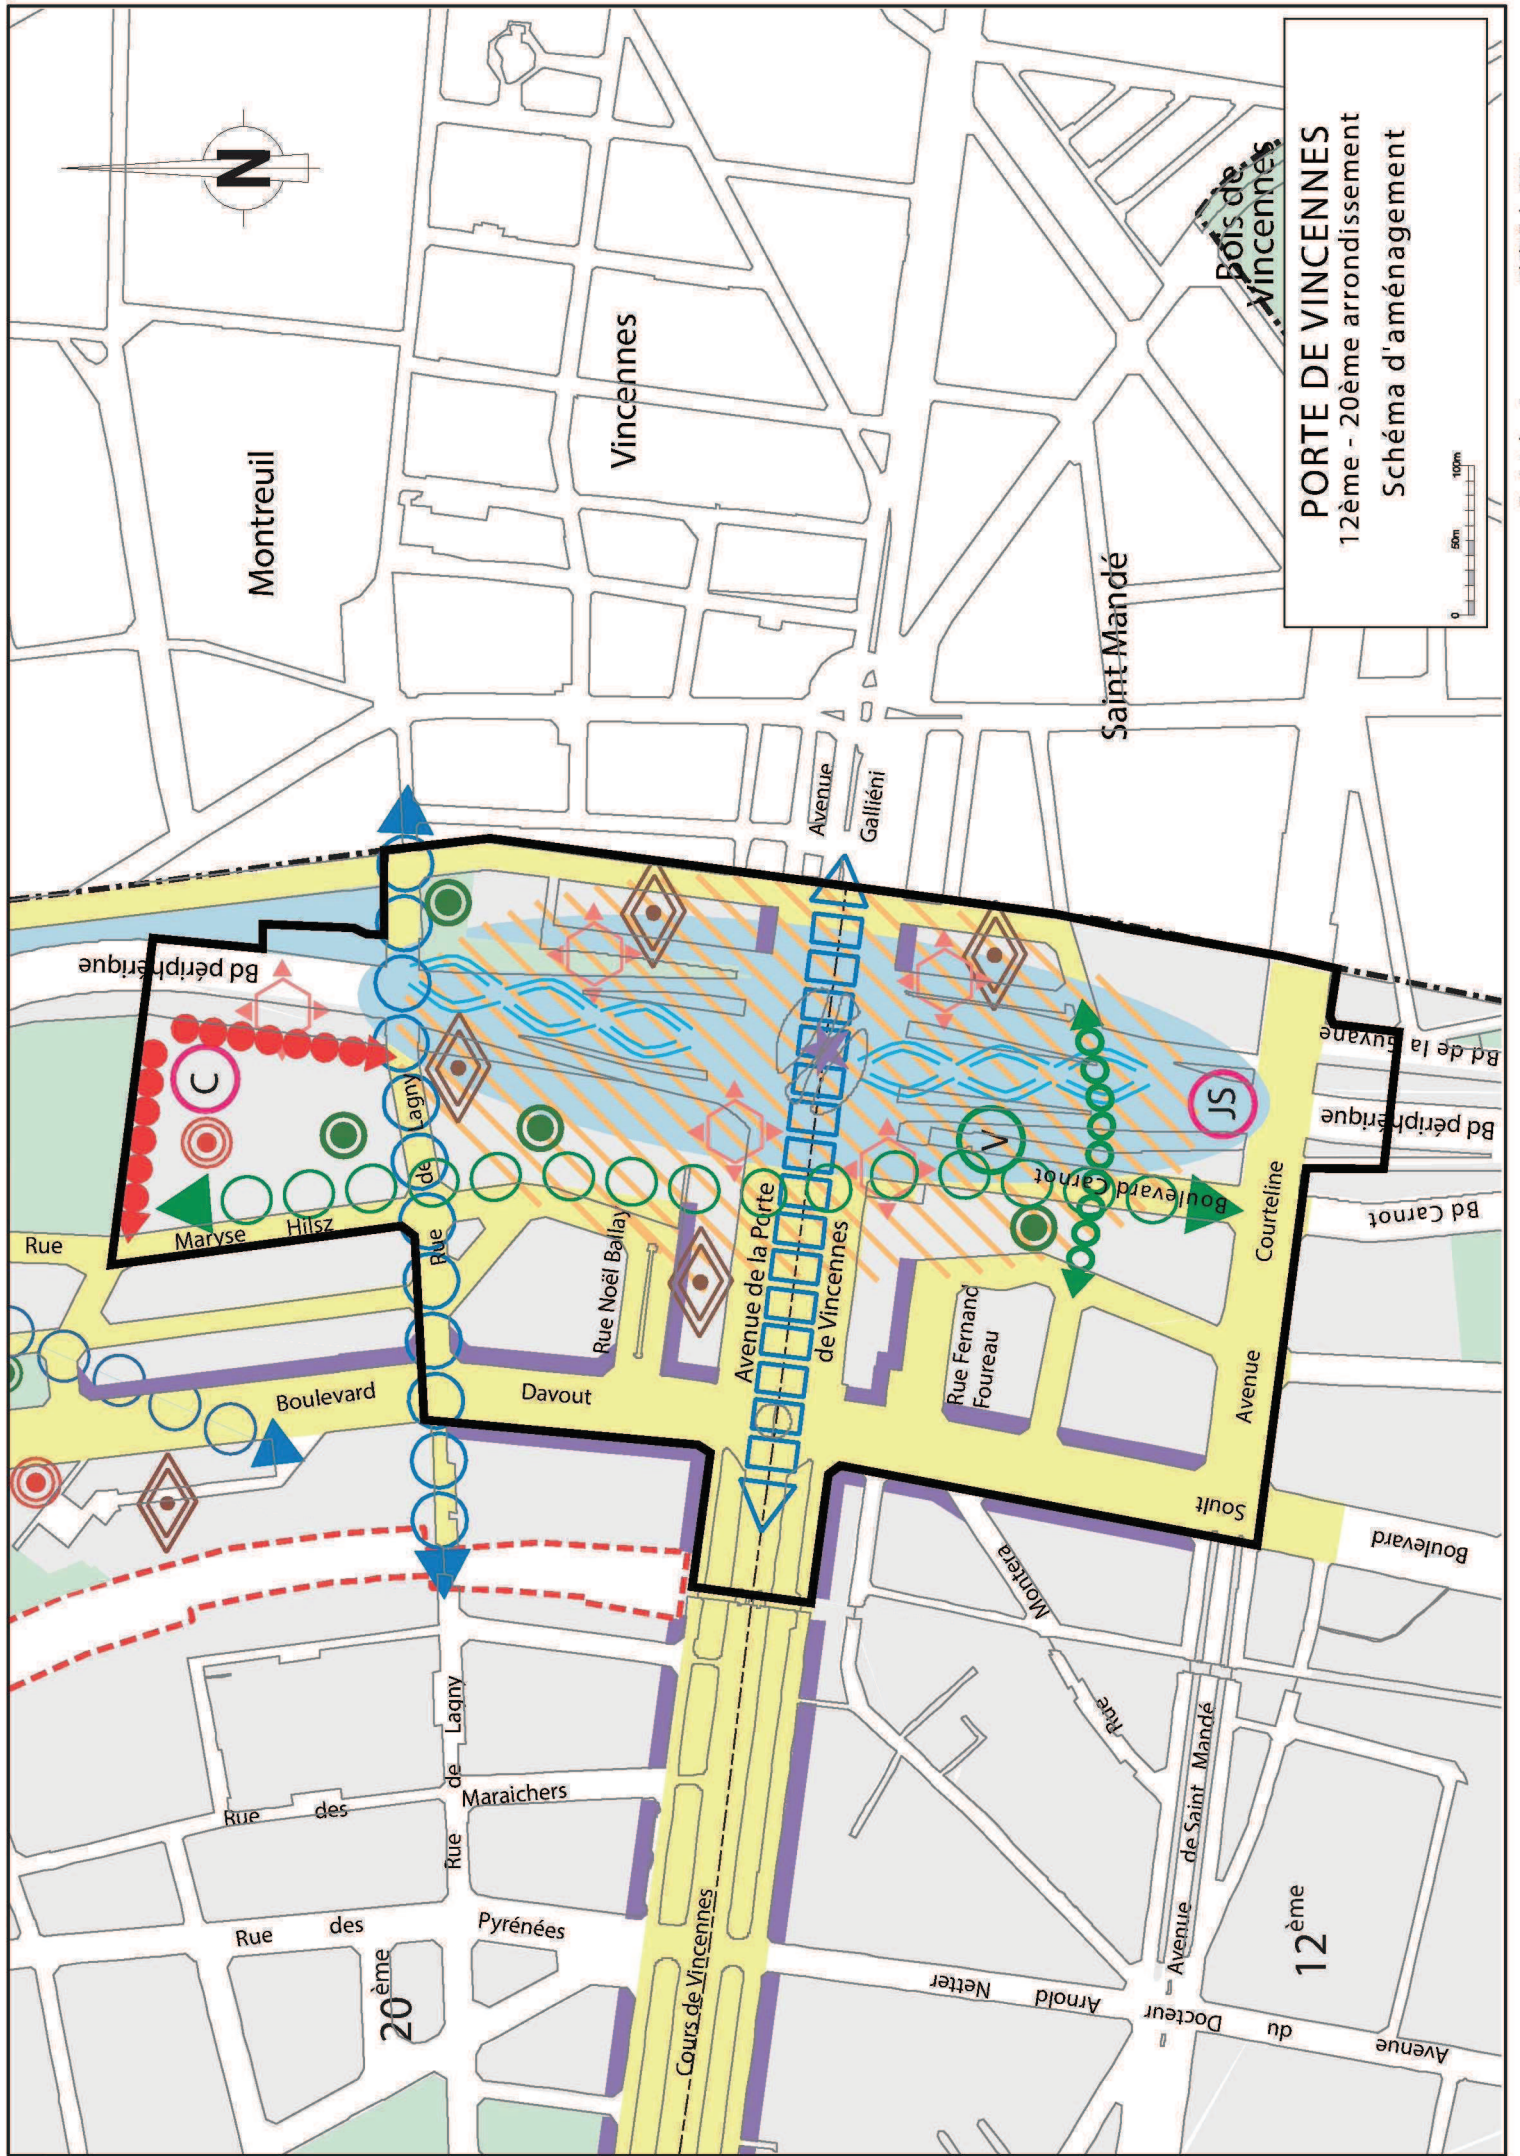 N
Montreuil
Vincennes
Bois de
Vincennes
Saint Mandé
PORTE DE VINCENNES
12ème - 20ème arrondissement
Schéma d'aménagement
0
50m
100m
Avenue
Galliéni
Bd périphérique
C
Rue
Maryse
Hilsz
Rue
de
Lagny
Rue Noël Ballay
Avenue de la Porte
de Vincennes
V
Boulevard Carnot
JS
Bd de la Guyane
Bd périphérique
Bd Carnot
Courteline
Avenue
Rue Fernand
Foureau
Boulevard
Davout
Soult
Boulevard
Montera
Rue
Avenue
de Saint Mandé
Rue
de
Lagny
Rue
des
Maraichers
Rue
des
Pyrénées
20ème
Cours de Vincennes
12ème
Avenue
du
Docteur
Arnold
Netter